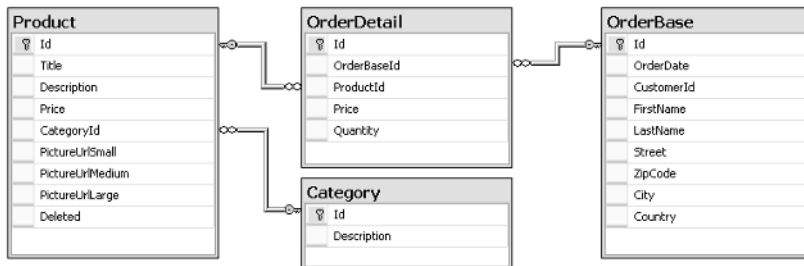 Product
Id
Title
Description
Price
CategoryId
PictureUrlSmall
PictureUrlMedium
PictureUrlLarge
Deleted
OrderDetail
Id
OrderBaseId
ProductId
Price
Quantity
Category
Id
Description
OrderBase
Id
OrderDate
CustomerId
FirstName
LastName
Street
ZipCode
City
Country